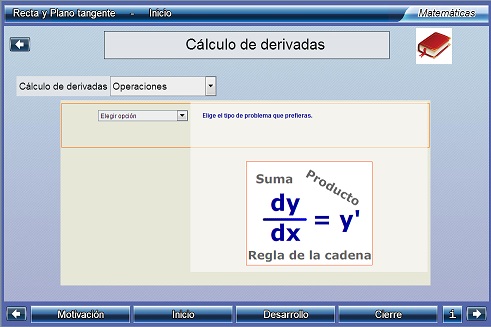 Recta y Plano tangente - Inicio
Matemáticas
Cálculo de derivadas
Cálculo de derivadas Operaciones
Elegir opción
Elige el tipo de problema que prefieras.
Suma
Producto
dy
dx = y'
Regla de la cadena
Motivación Inicio Desarrollo Cierre i